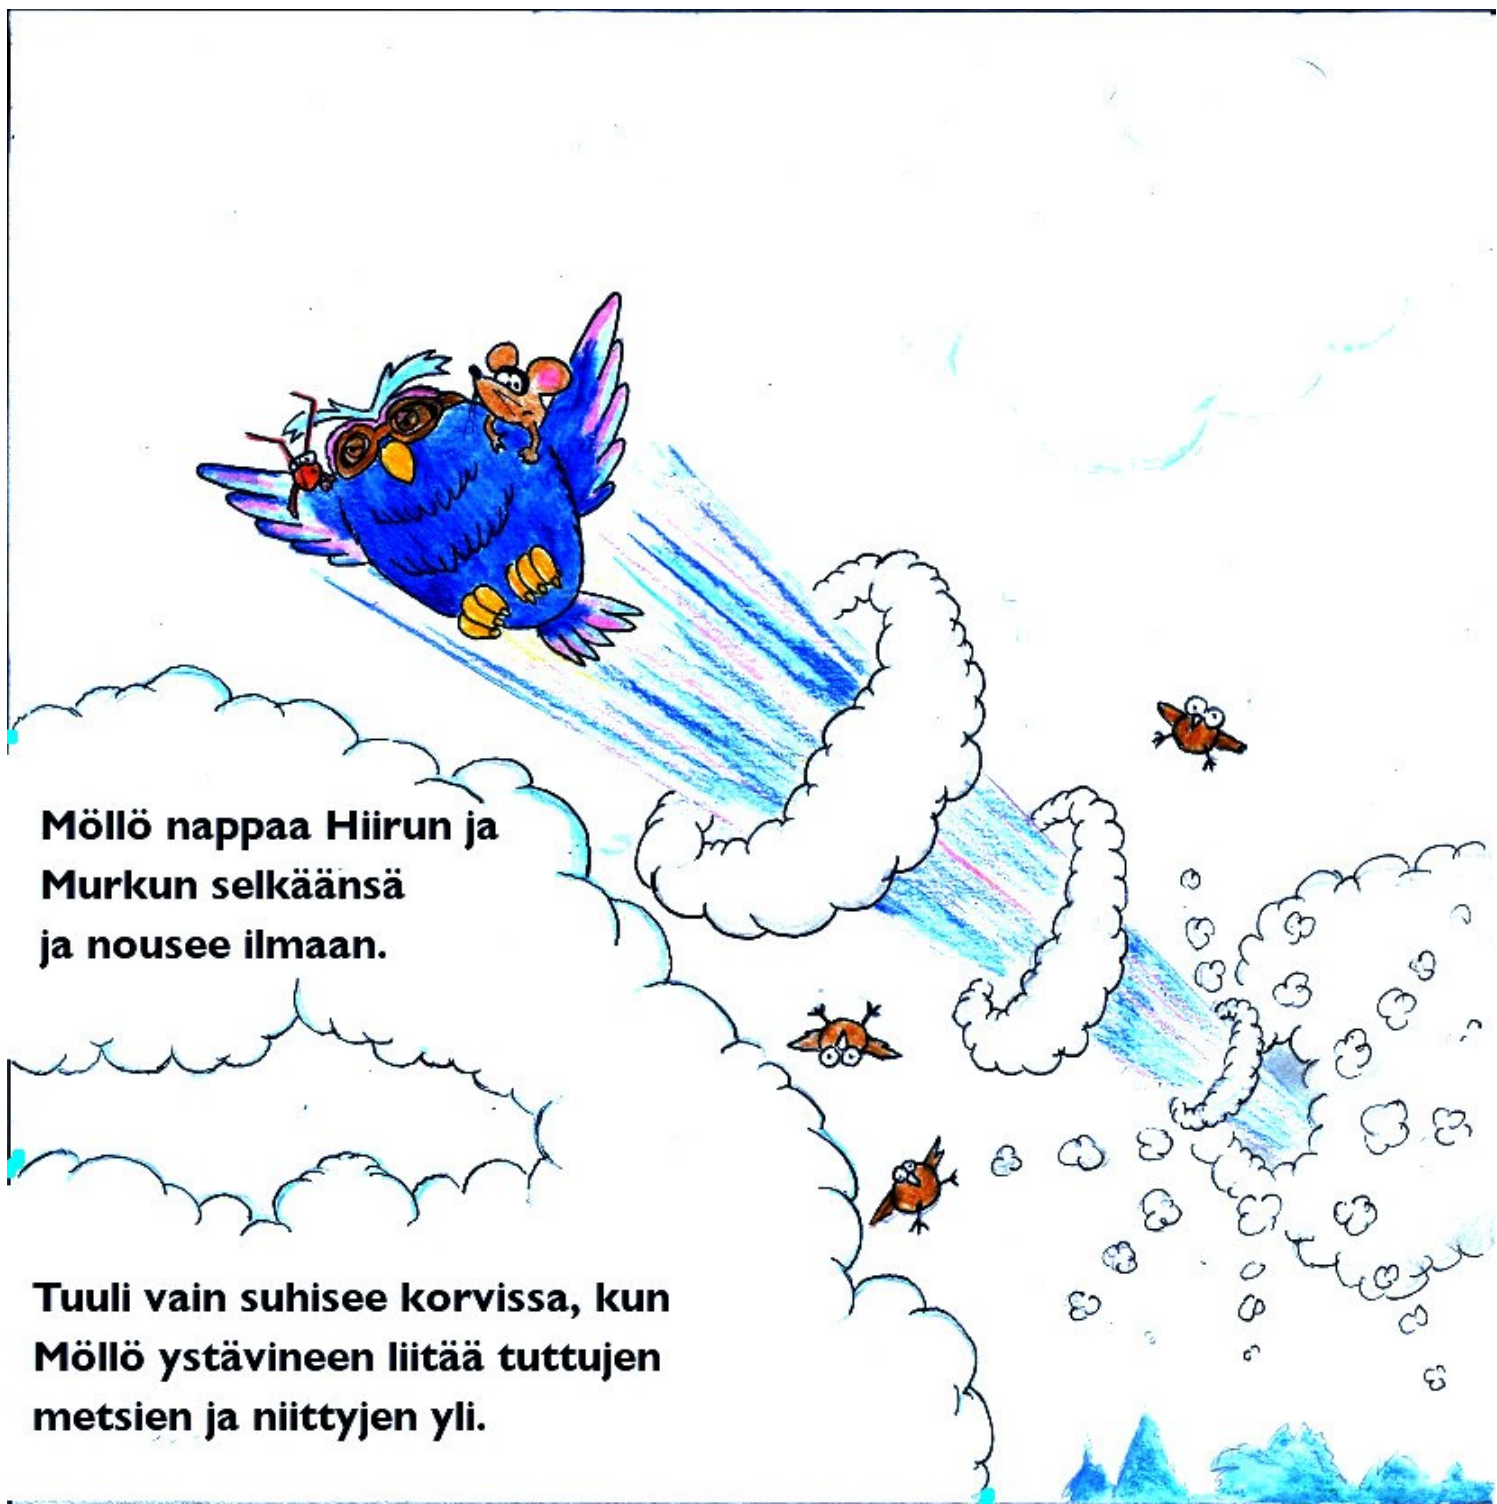 Möllö nappaa Hiirun ja
Murkun selkäänsä
ja nousee ilmaan.
Tuuli vain suhisee korvissa, kun
Möllö ystävineen liitää tuttujen
metsien ja niittyjen yli.